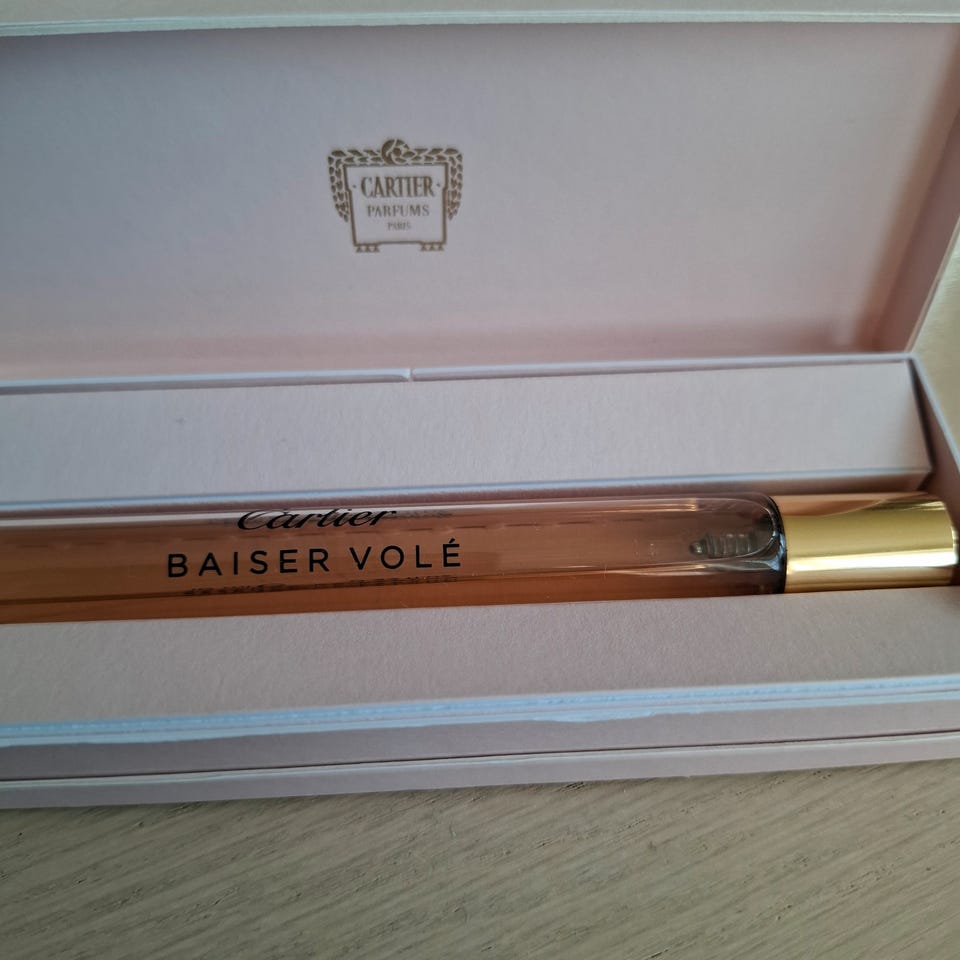 CARTIER
PARFUMS
PARIS
Cartier
BAISER VOLÉ